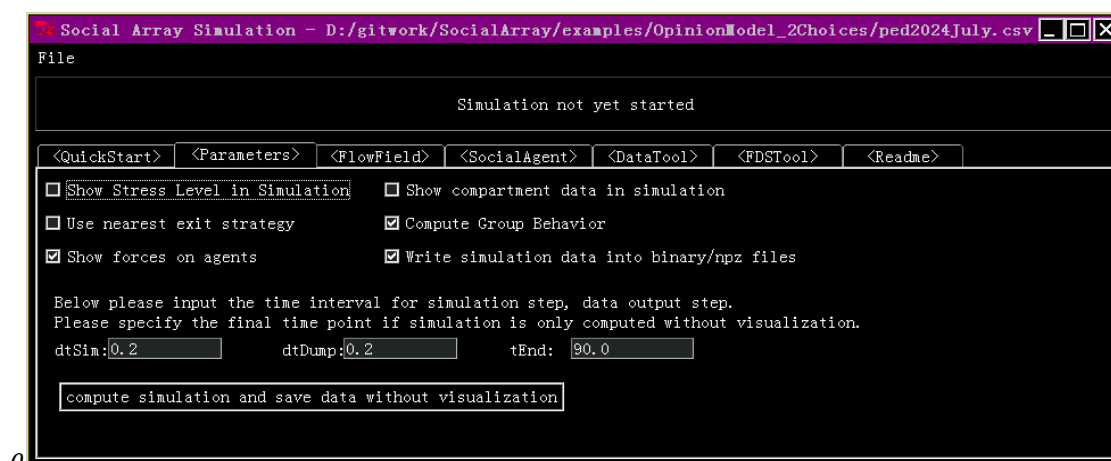 Social Array Simulation - D:/gitwork/SocialArray/examples/OpinionModel_2Choices/ped2024July.csv
File
Simulation not yet started
<QuickStart> <Parameters> <FlowField> <SocialAgent> <DataTool> <FDSTool> <Readme>
Show Stress Level in Simulation Show compartment data in simulation
Use nearest exit strategy Compute Group Behavior
Show forces on agents Write simulation data into binary/npz files
Below please input the time interval for simulation step, data output step.
Please specify the final time point if simulation is only computed without visualization.
dtSim:0.2 dtDump:0.2 tEnd: 90.0
compute simulation and save data without visualization